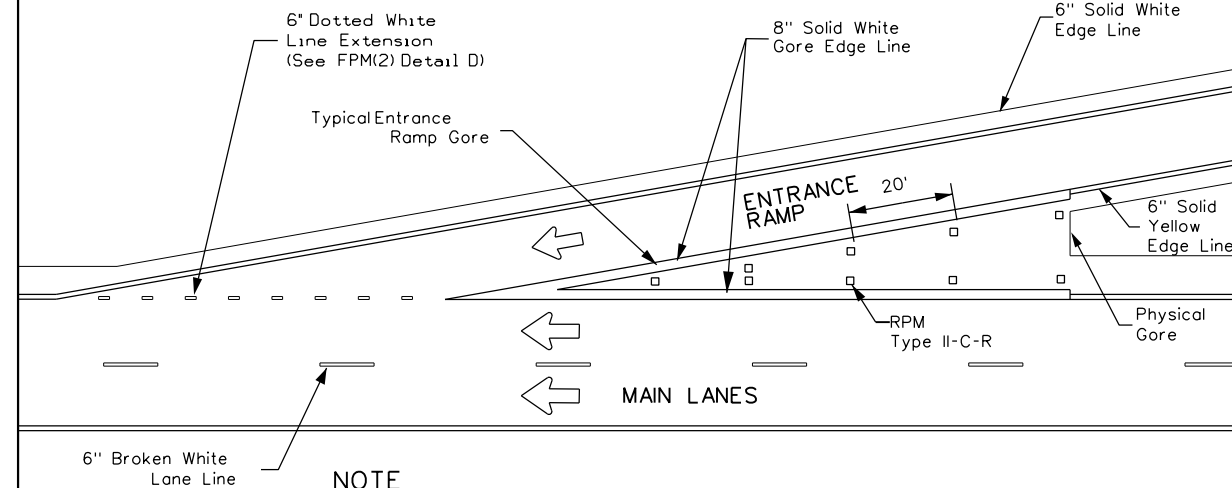 6" Dotted White
Line Extension
(See FPM(2) Detail D)
8" Solid White
Gore Edge Line
6" Solid White
Edge Line
Typical Entrance
Ramp Gore
ENTRANCE
RAMP
20'
6" Solid
Yellow
Edge Line
RPM
Type II-C-R
Physical
Gore
MAIN LANES
6" Broken White
Lane Line
NOTE